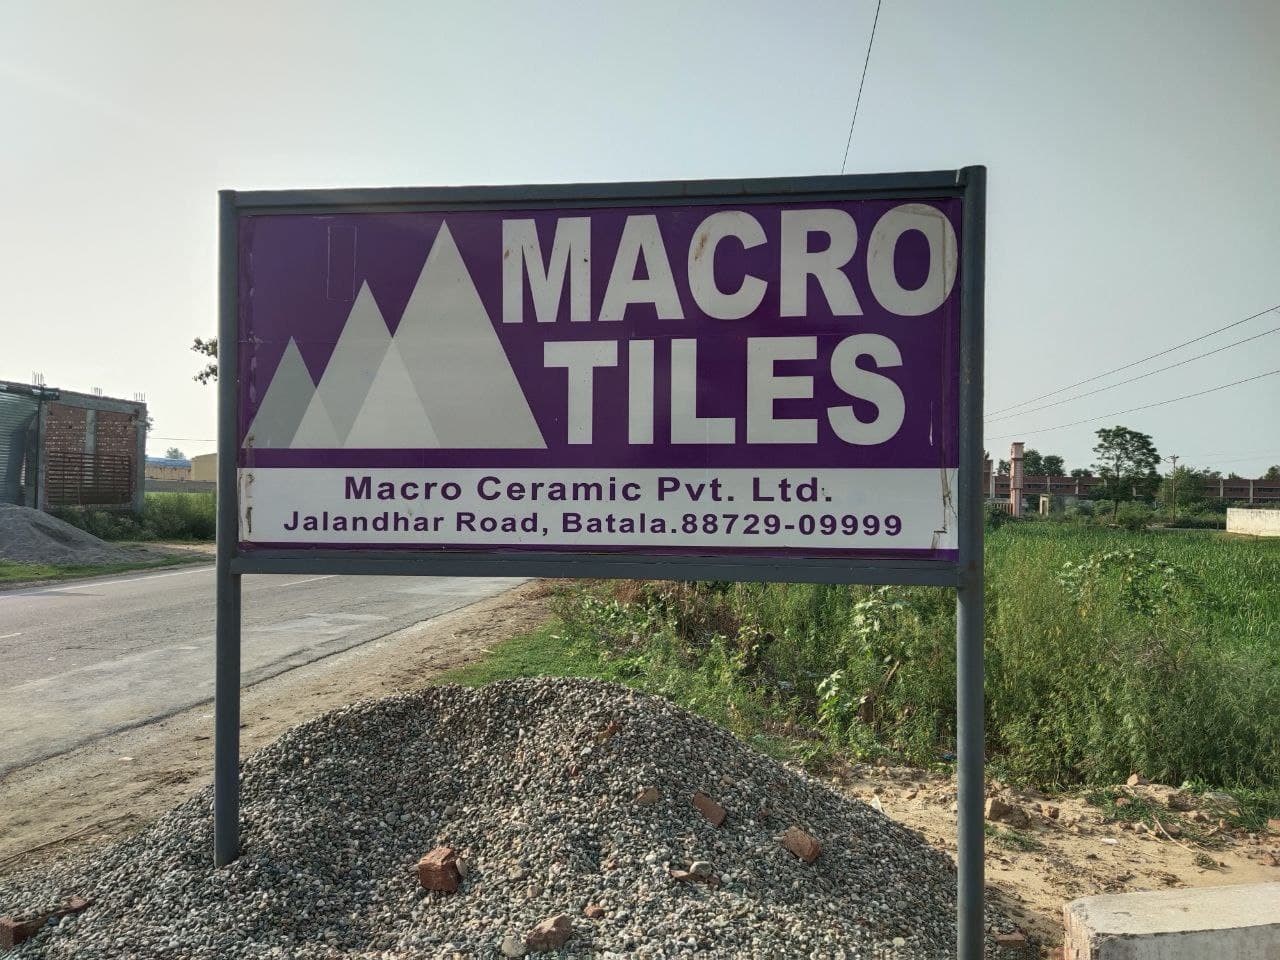 MACRO
TILES
Macro Ceramic Pvt. Ltd.
Jalandhar Road, Batala.88729-09999